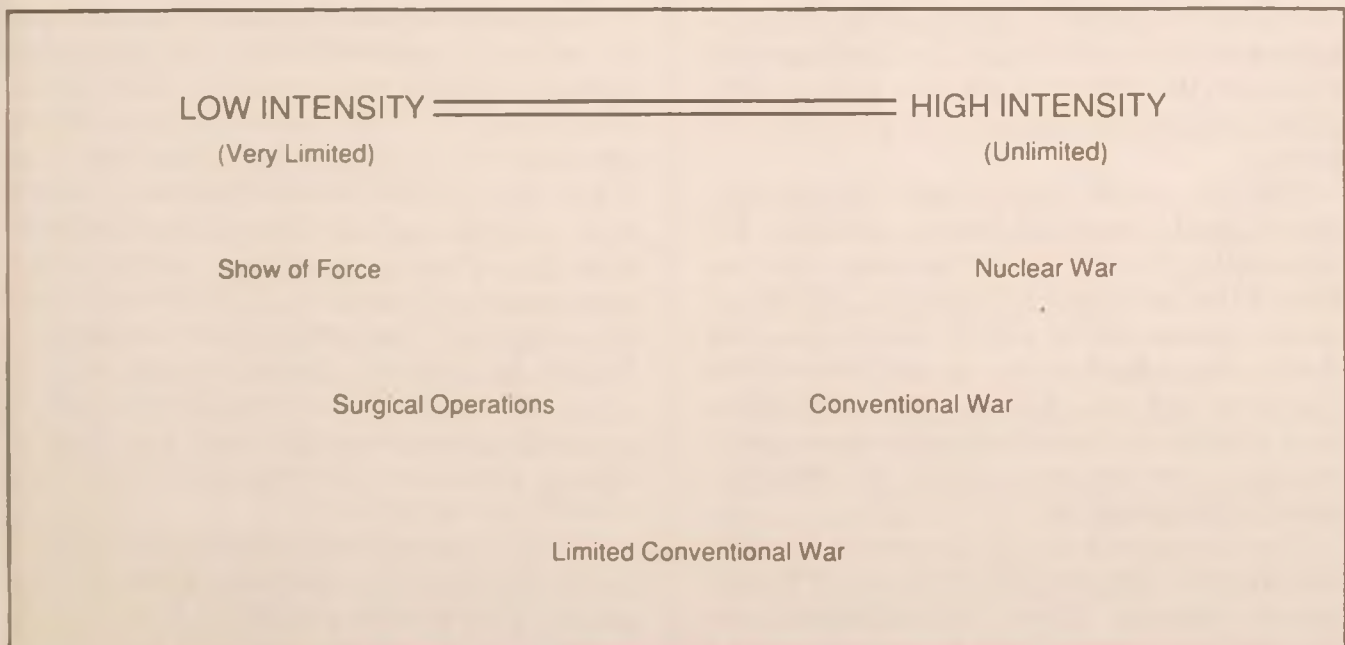 LOW INTENSITY HIGH INTENSITY
(Very Limited) (Unlimited)
Show of Force Nuclear War
Surgical Operations Conventional War
Limited Conventional War